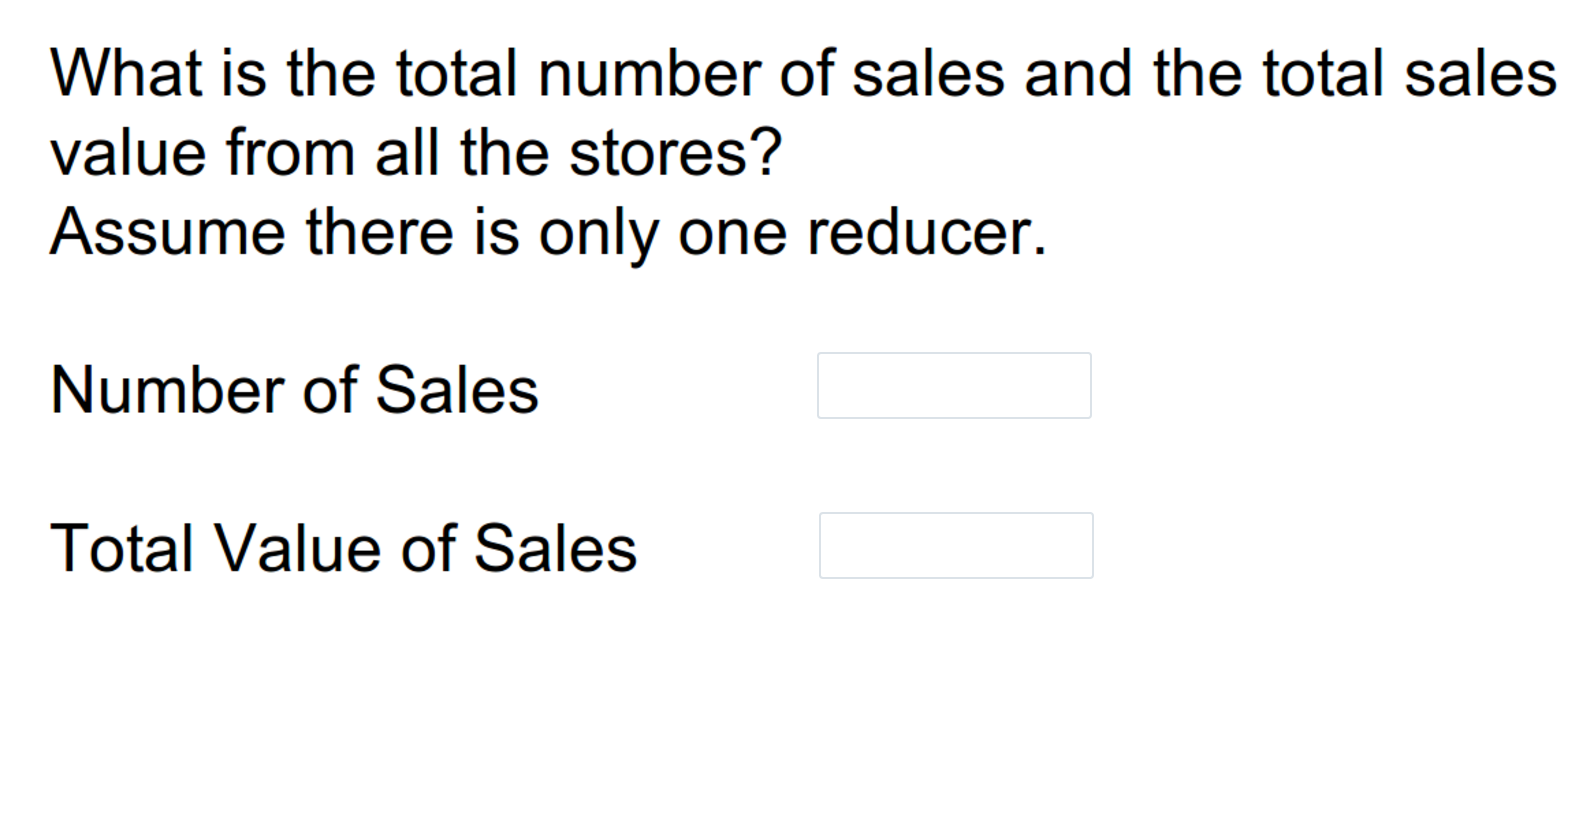 What is the total number of sales and the total sales
value from all the stores?
Assume there is only one reducer.
Number of Sales
Total Value of Sales